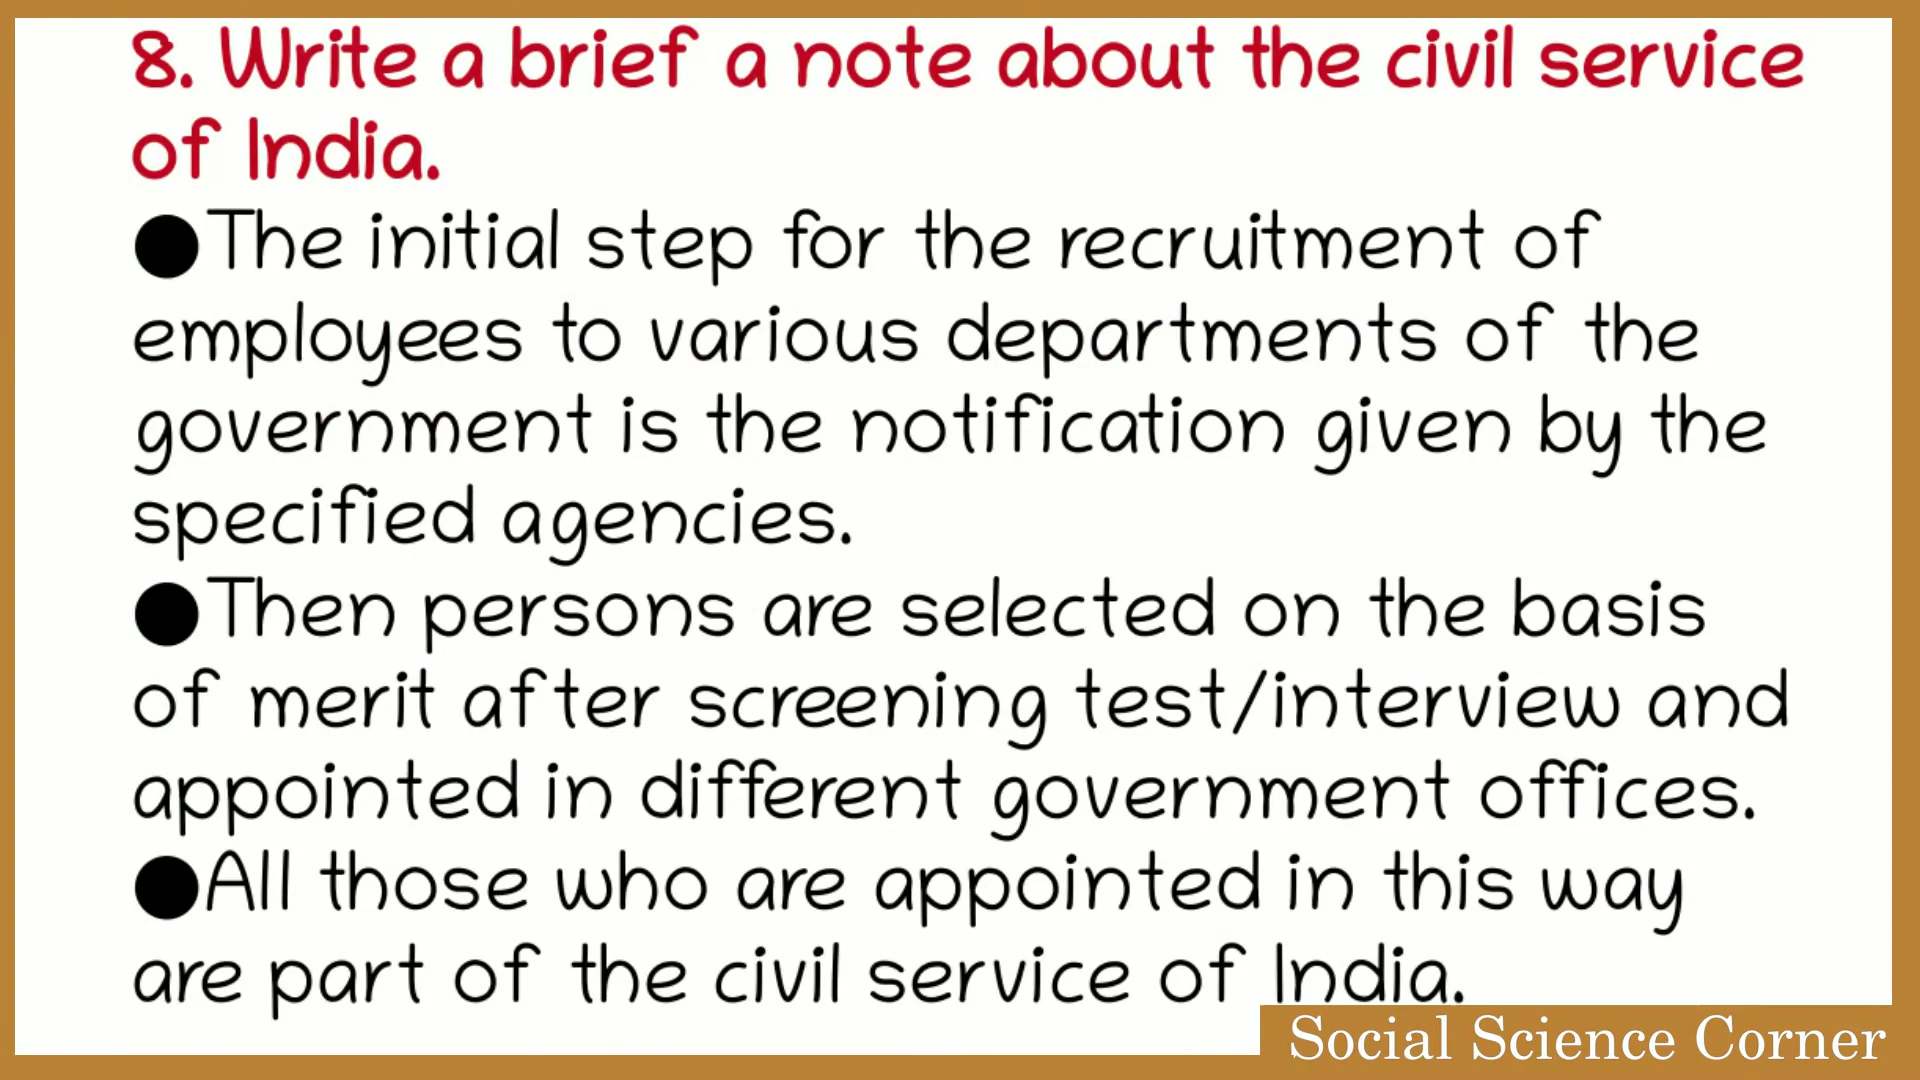 8. Write a brief a note about the civil service
of India.
●The initial step for the recruitment of
employees to various departments of the
government is the notification given by the
specified agencies.
●Then persons are selected on the basis
of merit after screening test/interview and
appointed in different government offices.
●All those who are appointed in this way
are part of the civil service of India.
Social Science Corner